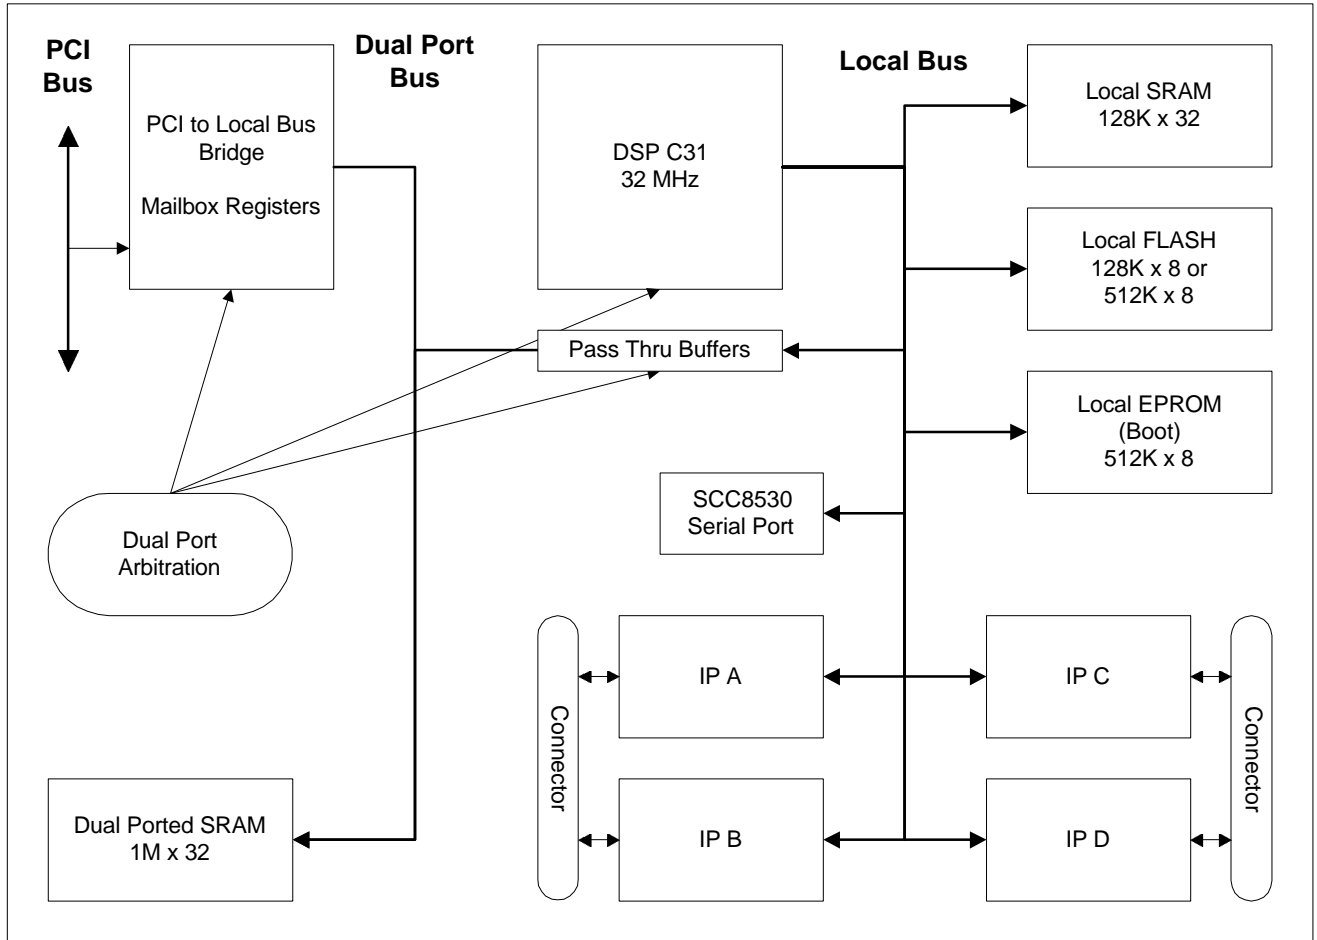 PCI
Bus
Dual Port
Bus
Local Bus
PCI to Local Bus
Bridge
Mailbox Registers
DSP C31
32 MHz
Local SRAM
128K x 32
Local FLASH
128K x 8 or
512K x 8
Pass Thru Buffers
Local EPROM
(Boot)
512K x 8
SCC8530
Serial Port
Dual Port
Arbitration
Connector
IP A
IP C
Connector
Dual Ported SRAM
1M x 32
IP B
IP D